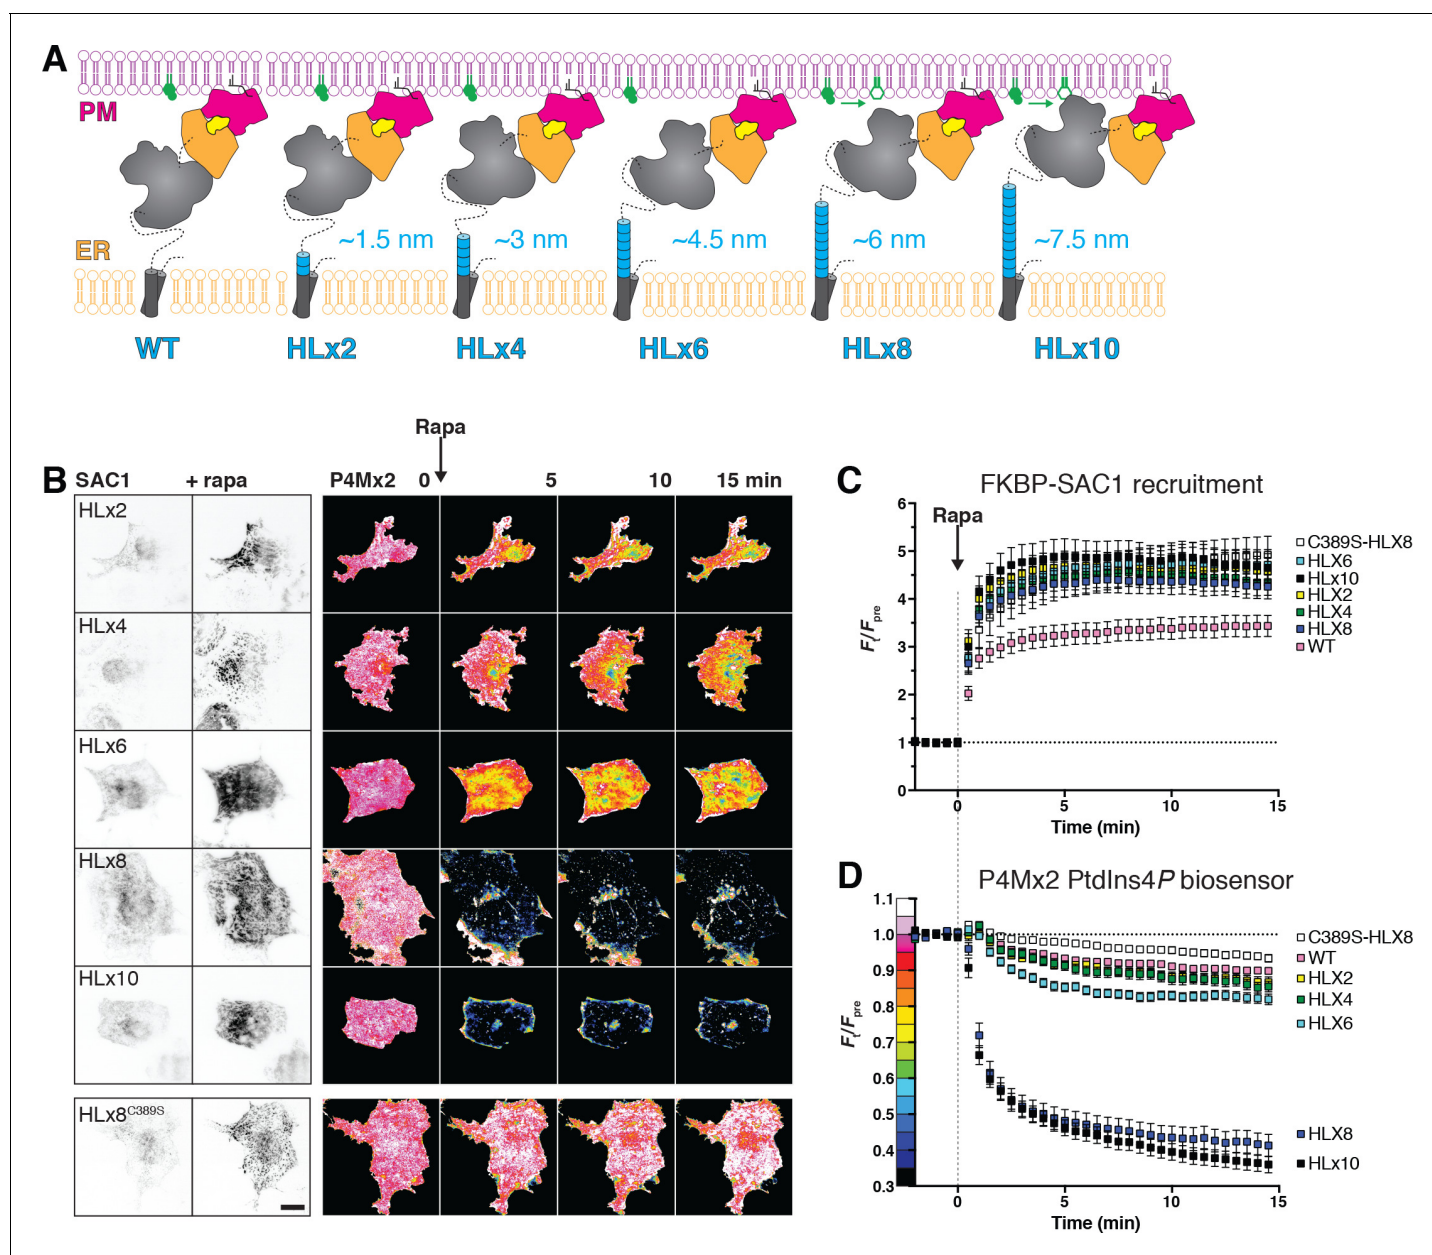 A
PM
ER
~1.5 nm
~3 nm
~4.5 nm
~6 nm
~7.5 nm
WT
HLx2
HLx4
HLx6
HLx8
HLx10
B
SAC1
+ rapa
Rapa
P4Mx2
0
5
10
15 min
HLx2
HLx4
HLx6
HLx8
HLx10
HLx8C389S
C
FKBP-SAC1 recruitment
Rapa
Ft/Fpre
6
5
4
3
2
1
0
0
5
10
15
Time (min)
C389S-HLX8
HLX6
HLx10
HLX2
HLX4
HLX8
WT
D
P4Mx2 PtdIns4P biosensor
Ft/Fpre
1.1
1.0
0.9
0.8
0.7
0.6
0.5
0.4
0.3
0
5
10
15
Time (min)
C389S-HLX8
WT
HLX2
HLX4
HLX6
HLX8
HLx10